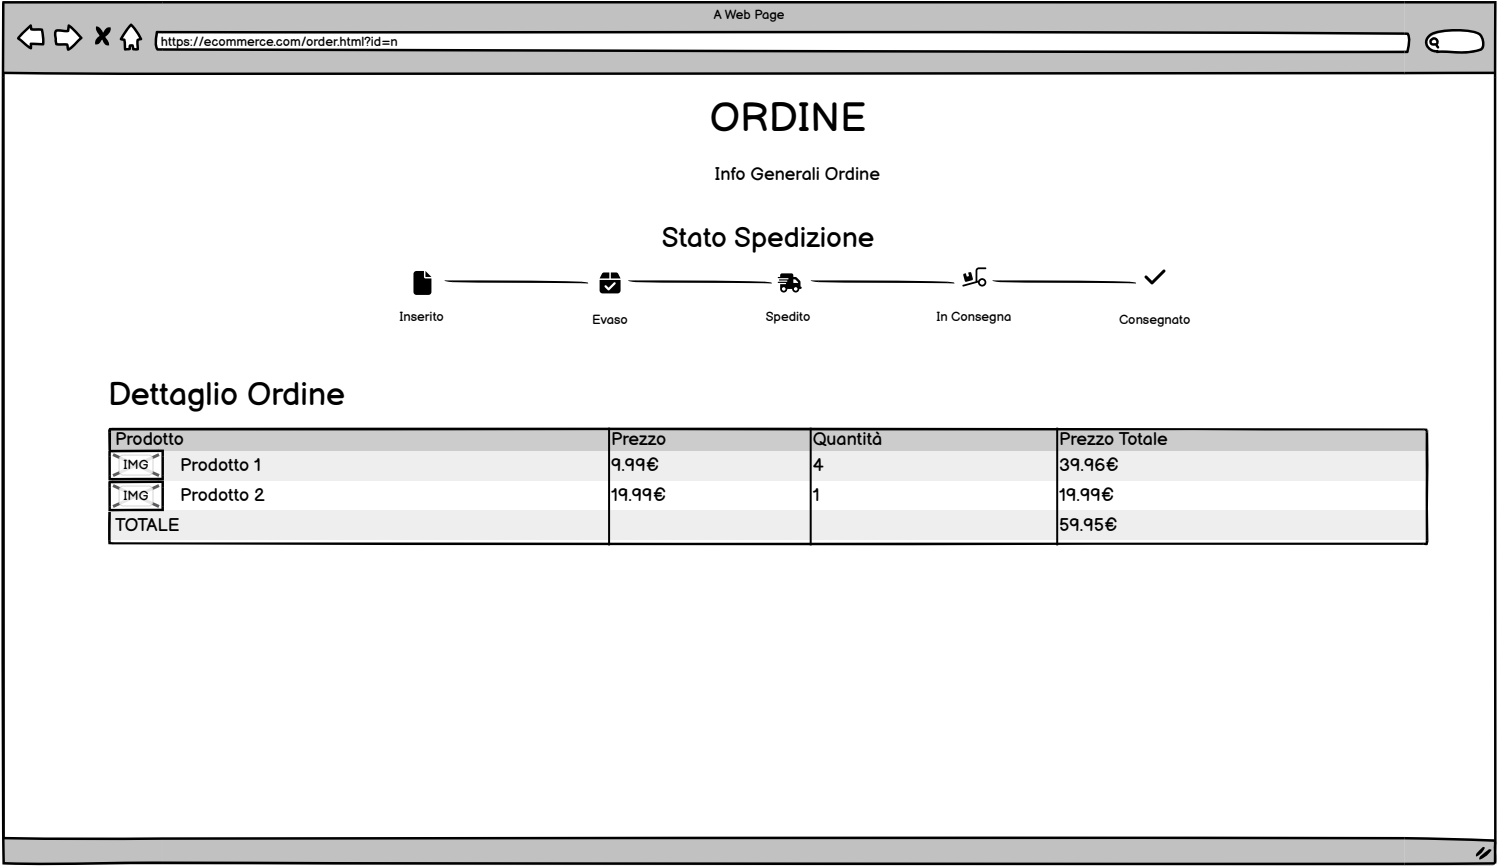 A Web Page
https://ecommerce.com/order.html?id=n
ORDINE
Info Generali Ordine
Stato Spedizione
Inserito Evaso Spedito In Consegna Consegnato
Dettaglio Ordine
Prodotto Prezzo Quantità Prezzo Totale
IMG Prodotto 1 9.99€ 4 39.96€
IMG Prodotto 2 19.99€ 1 19.99€
TOTALE 59.95€